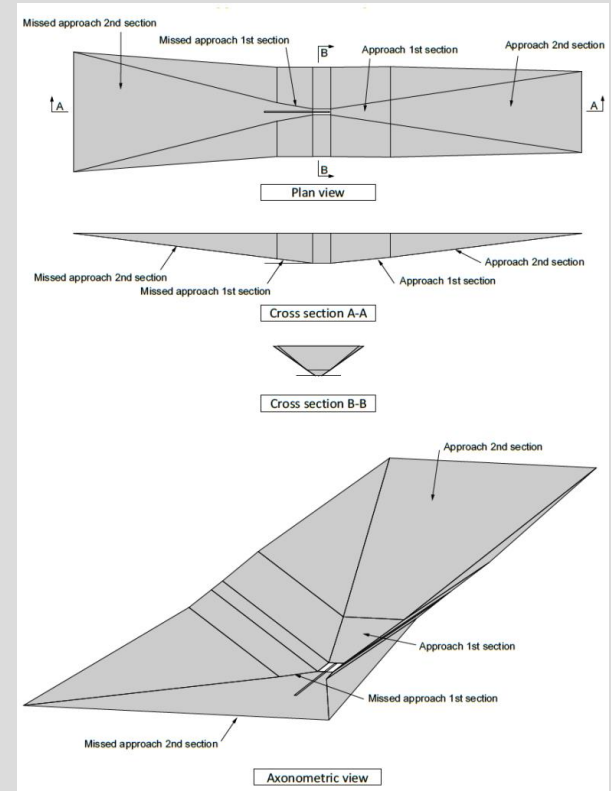 Missed approach 2nd section
Missed approach 1st section
B
Approach 1st section
Approach 2nd section
A
A
B
Plan view
Missed approach 2nd section
Missed approach 1st section
Approach 2nd section
Approach 1st section
Cross section A-A
Cross section B-B
Approach 2nd section
Approach 1st section
Missed approach 1st section
Missed approach 2nd section
Axonometric view